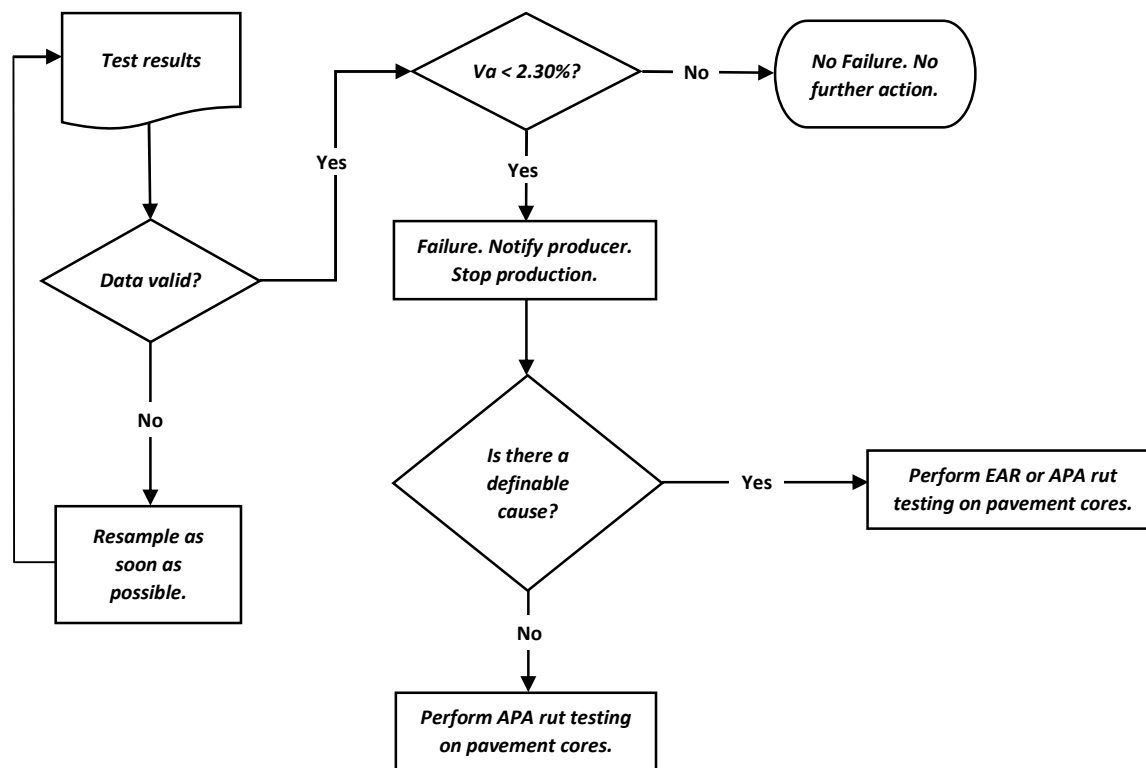 Test results
Va < 2.30%?
No
No Failure. No
further action.
Yes
Yes
Data valid?
Failure. Notify producer.
Stop production.
No
Is there a
definable
cause?
Yes
Perform EAR or APA rut
testing on pavement cores.
Resample as
soon as
possible.
No
Perform APA rut testing
on pavement cores.